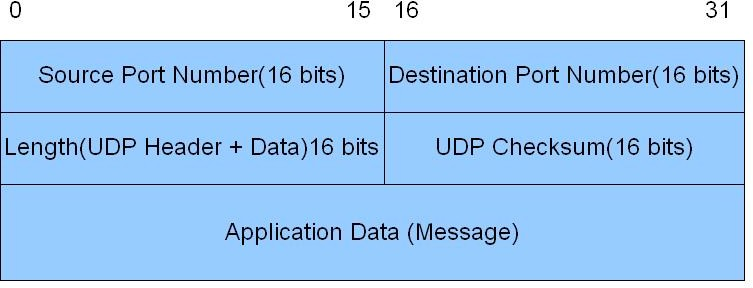 0 15 16 31
Source Port Number(16 bits) Destination Port Number(16 bits)
Length(UDP Header + Data)16 bits UDP Checksum(16 bits)
Application Data (Message)